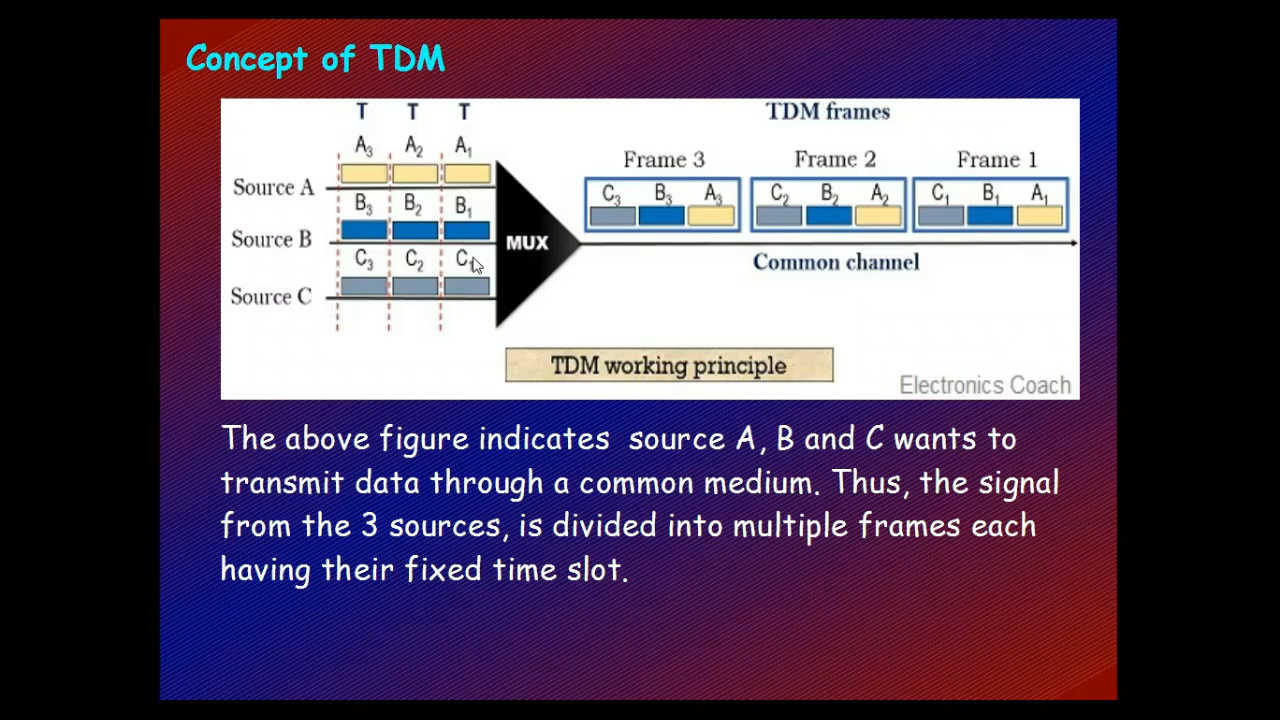 Concept of TDM
T T T
TDM frames
A₃ A₂ A₁
Frame 3 Frame 2 Frame 1
Source A
C₃ B₃ A₃ C₂ B₂ A₂ C₁ B₁ A₁
B₃ B₂ B₁
Source B
MUX
C₃ C₂ C₁
Common channel
Source C
TDM working principle
Electronics Coach
The above figure indicates source A, B and C wants to
transmit data through a common medium. Thus, the signal
from the 3 sources, is divided into multiple frames each
having their fixed time slot.